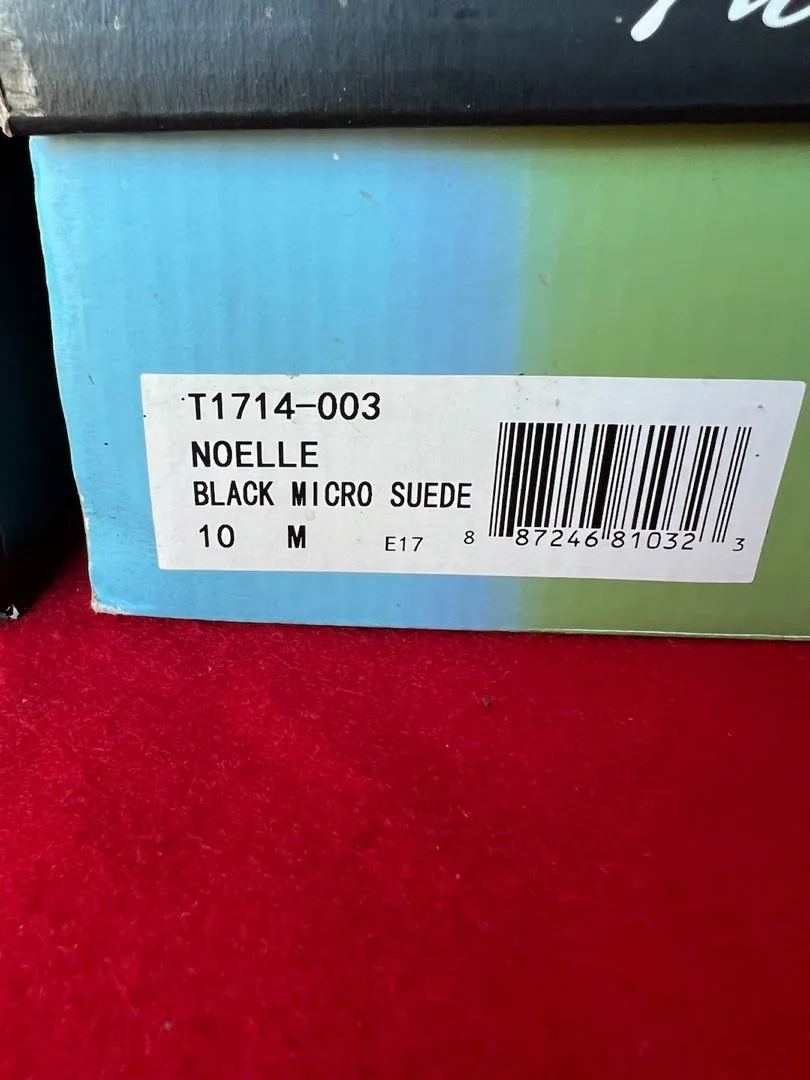 T1714-003
NOELLE
BLACK MICRO SUEDE
10 M E17
8 87246 81032 3